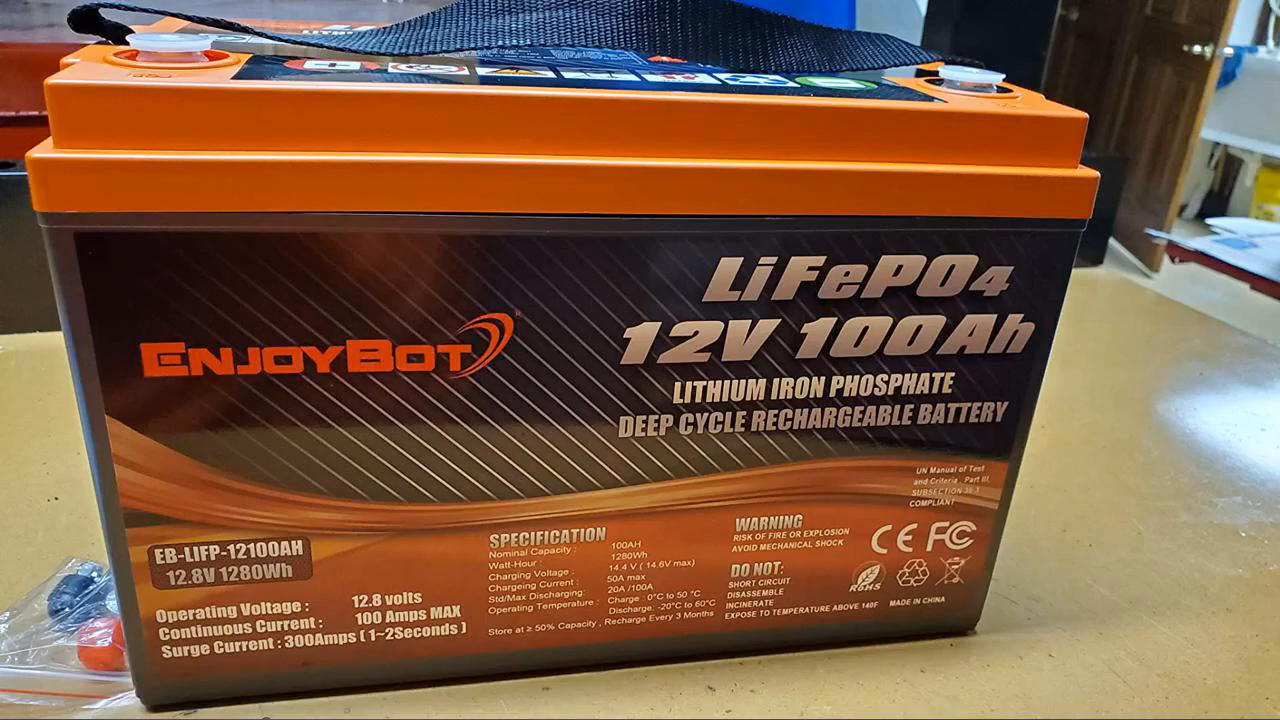 ENJOYBOT
LiFePO4
12V 100Ah
LITHIUM IRON PHOSPHATE
DEEP CYCLE RECHARGEABLE BATTERY
UN Manual of Test
and Criteria , Part III,
SUBSECTION 38.3
COMPLIANT
EB-LIFP-12100AH
12.8V 1280Wh
Operating Voltage : 12.8 volts
Continuous Current : 100 Amps MAX
Surge Current : 300Amps ( 1~2Seconds )
SPECIFICATION
Nominal Capacity : 100AH
Watt-Hour : 1280Wh
Charging Voltage : 14.4 V ( 14.6V max)
Chargeing Current : 50A max
Std/Max Discharging: 20A /100A
Operating Temperature : Charge : 0°C to 50 °C
Discharge: -20°C to 60°C
Store at ≥ 50% Capacity , Recharge Every 3 Months
WARNING
RISK OF FIRE OR EXPLOSION
AVOID MECHANICAL SHOCK
DO NOT:
SHORT CIRCUIT
DISASSEMBLE
INCINERATE
EXPOSE TO TEMPERATURE ABOVE 140F
CE FC
RoHS
MADE IN CHINA